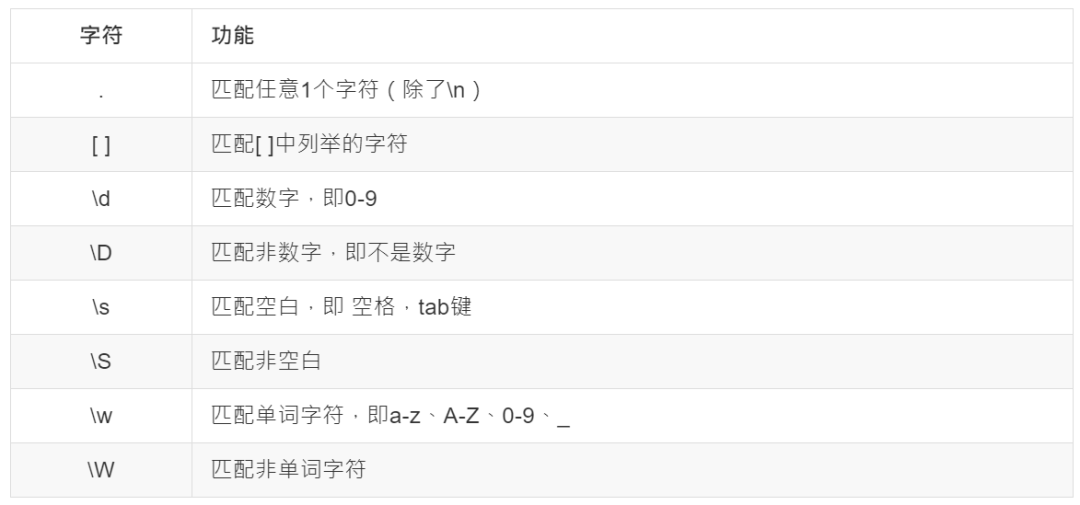 字符 功能
. 匹配任意1个字符（除了\n）
[ ] 匹配[ ]中列举的字符
\d 匹配数字，即0-9
\D 匹配非数字，即不是数字
\s 匹配空白，即 空格，tab键
\S 匹配非空白
\w 匹配单词字符，即a-z、A-Z、0-9、_
\W 匹配非单词字符